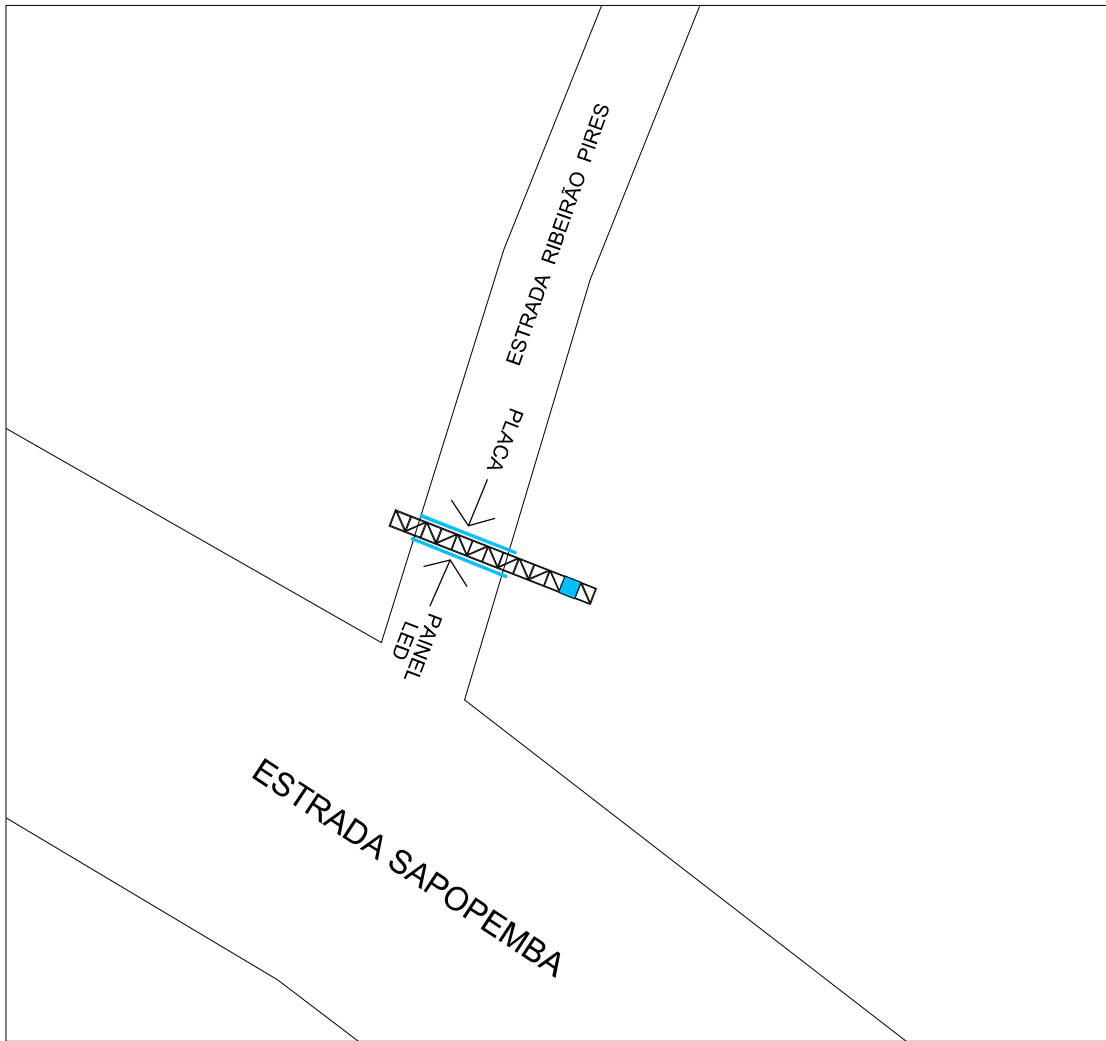 ESTRADA RIBEIRÃO PIRES
PLACA
PAINEL
LED
ESTRADA SAPOPEMBA